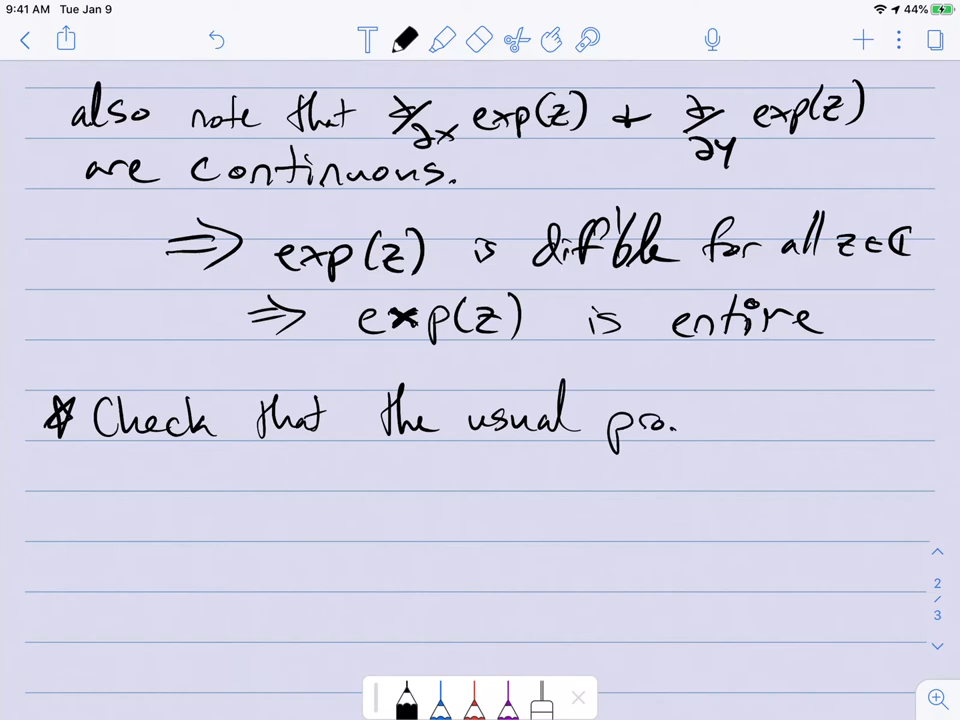 9:41 AM Tue Jan 9
44%
T
also note that ∂/∂x exp(z) + ∂/∂y exp(z)
are continuous.
⇒ exp(z) is diff'ble for all z∈ℂ
⇒ exp(z) is entire
☆ Check that the usual pro.
2
/
3